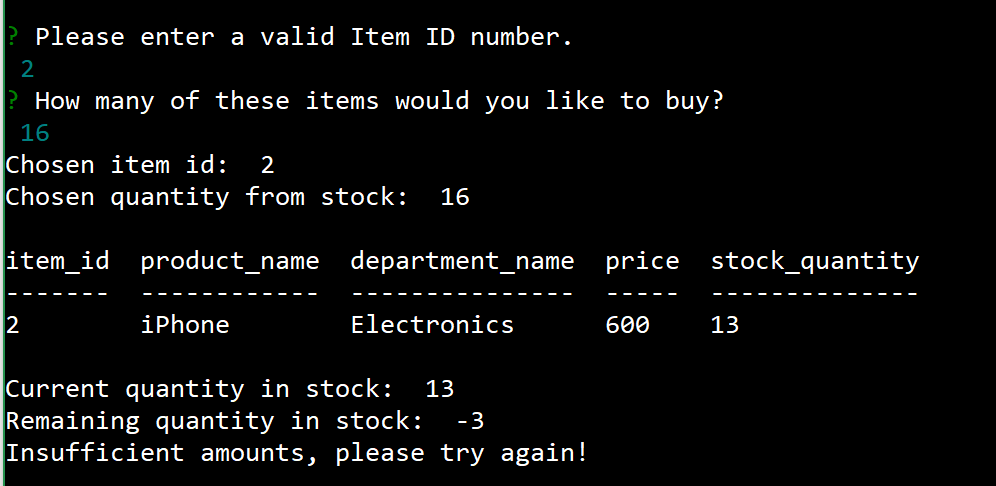 ? Please enter a valid Item ID number.
2
? How many of these items would you like to buy?
16
Chosen item id:  2
Chosen quantity from stock:  16
item_id  product_name  department_name  price  stock_quantity
-------  ------------  ---------------  -----  --------------
2        iPhone        Electronics      600    13
Current quantity in stock:  13
Remaining quantity in stock:  -3
Insufficient amounts, please try again!